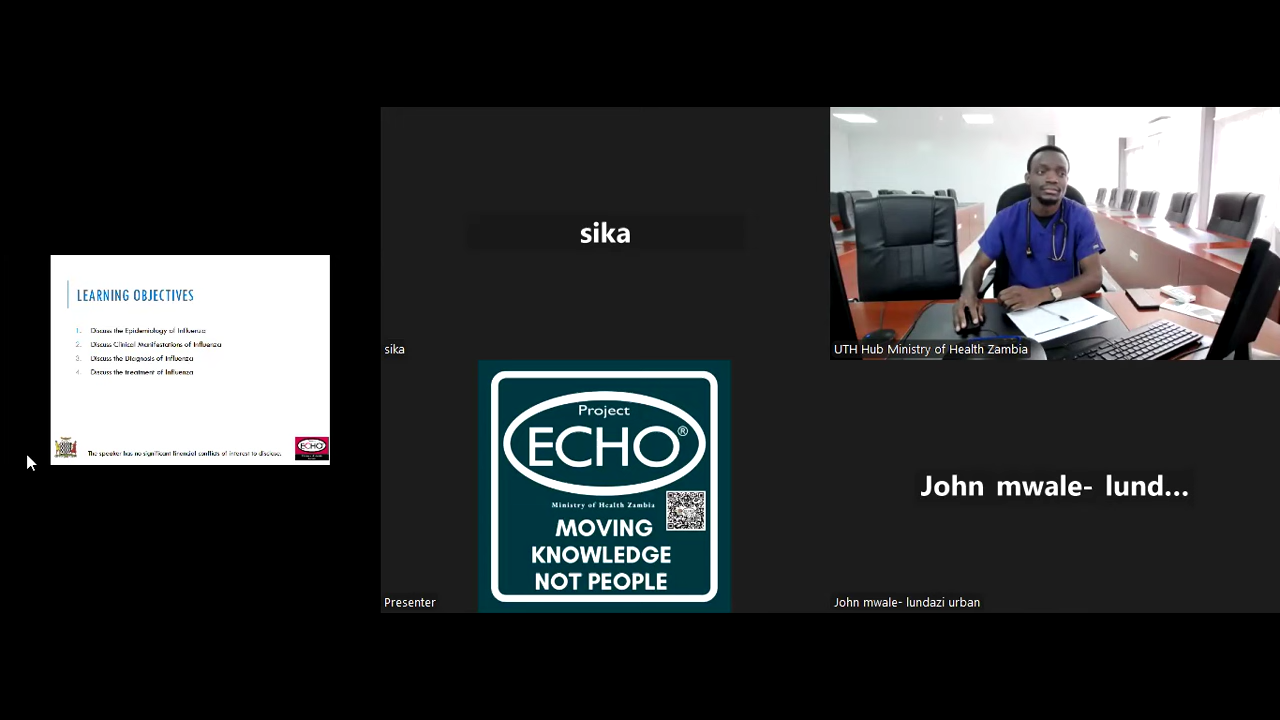 LEARNING OBJECTIVES
1. Discuss the Epidemiology of Influenza
2. Discuss Clinical Manifestations of Influenza
3. Discuss the Diagnosis of Influenza
4. Discuss the treatment of Influenza
The speaker has no significant financial conflicts of interest to disclose.
ECHO
sika
sika
UTH Hub Ministry of Health Zambia
Project
ECHO®
Ministry of Health Zambia
MOVING
KNOWLEDGE
NOT PEOPLE
Presenter
John mwale- lund...
John mwale- lundazi urban